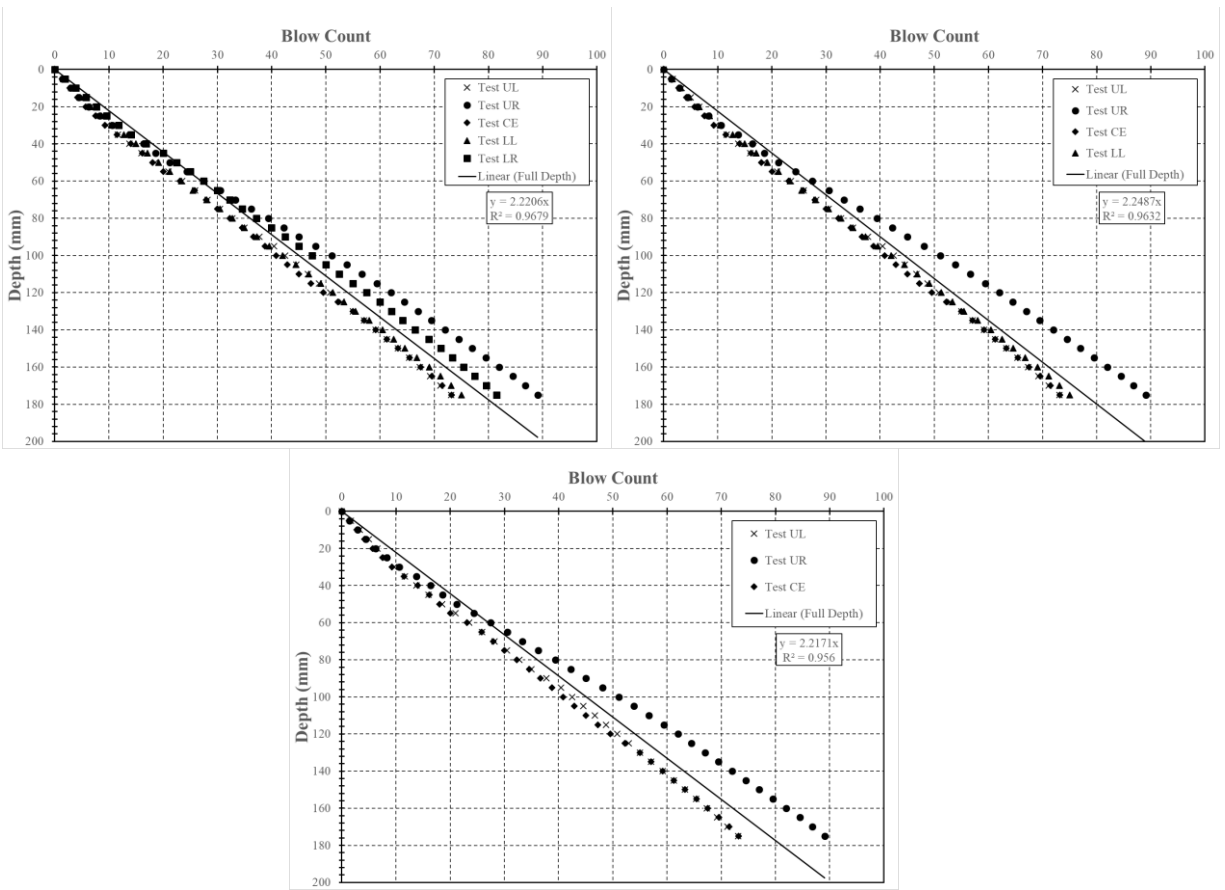 Blow Count
0 10 20 30 40 50 60 70 80 90 100
0
20
40
60
80
100
120
140
160
180
200
Depth (mm)
Test UL
Test UR
Test CE
Test LL
Test LR
Linear (Full Depth)
y = 2.2206x
R² = 0.9679
Blow Count
0 10 20 30 40 50 60 70 80 90 100
0
20
40
60
80
100
120
140
160
180
200
Depth (mm)
Test UL
Test UR
Test CE
Test LL
Linear (Full Depth)
y = 2.2487x
R² = 0.9632
Blow Count
0 10 20 30 40 50 60 70 80 90 100
0
20
40
60
80
100
120
140
160
180
200
Depth (mm)
Test UL
Test UR
Test CE
Linear (Full Depth)
y = 2.2171x
R² = 0.956